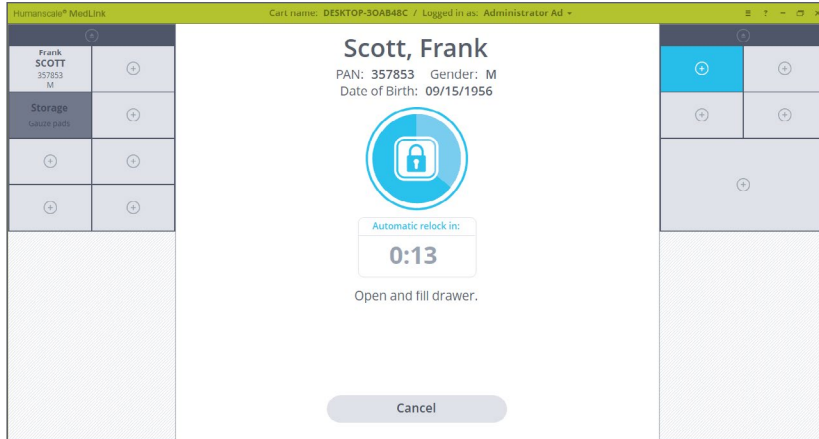 Humanscale® MedLink
Cart name: DESKTOP-3OAB48C / Logged in as: Administrator Ad
Frank
SCOTT
357853
M
Storage
Gauze pads
Scott, Frank
PAN: 357853 Gender: M
Date of Birth: 09/15/1956
Automatic relock in:
0:13
Open and fill drawer.
Cancel